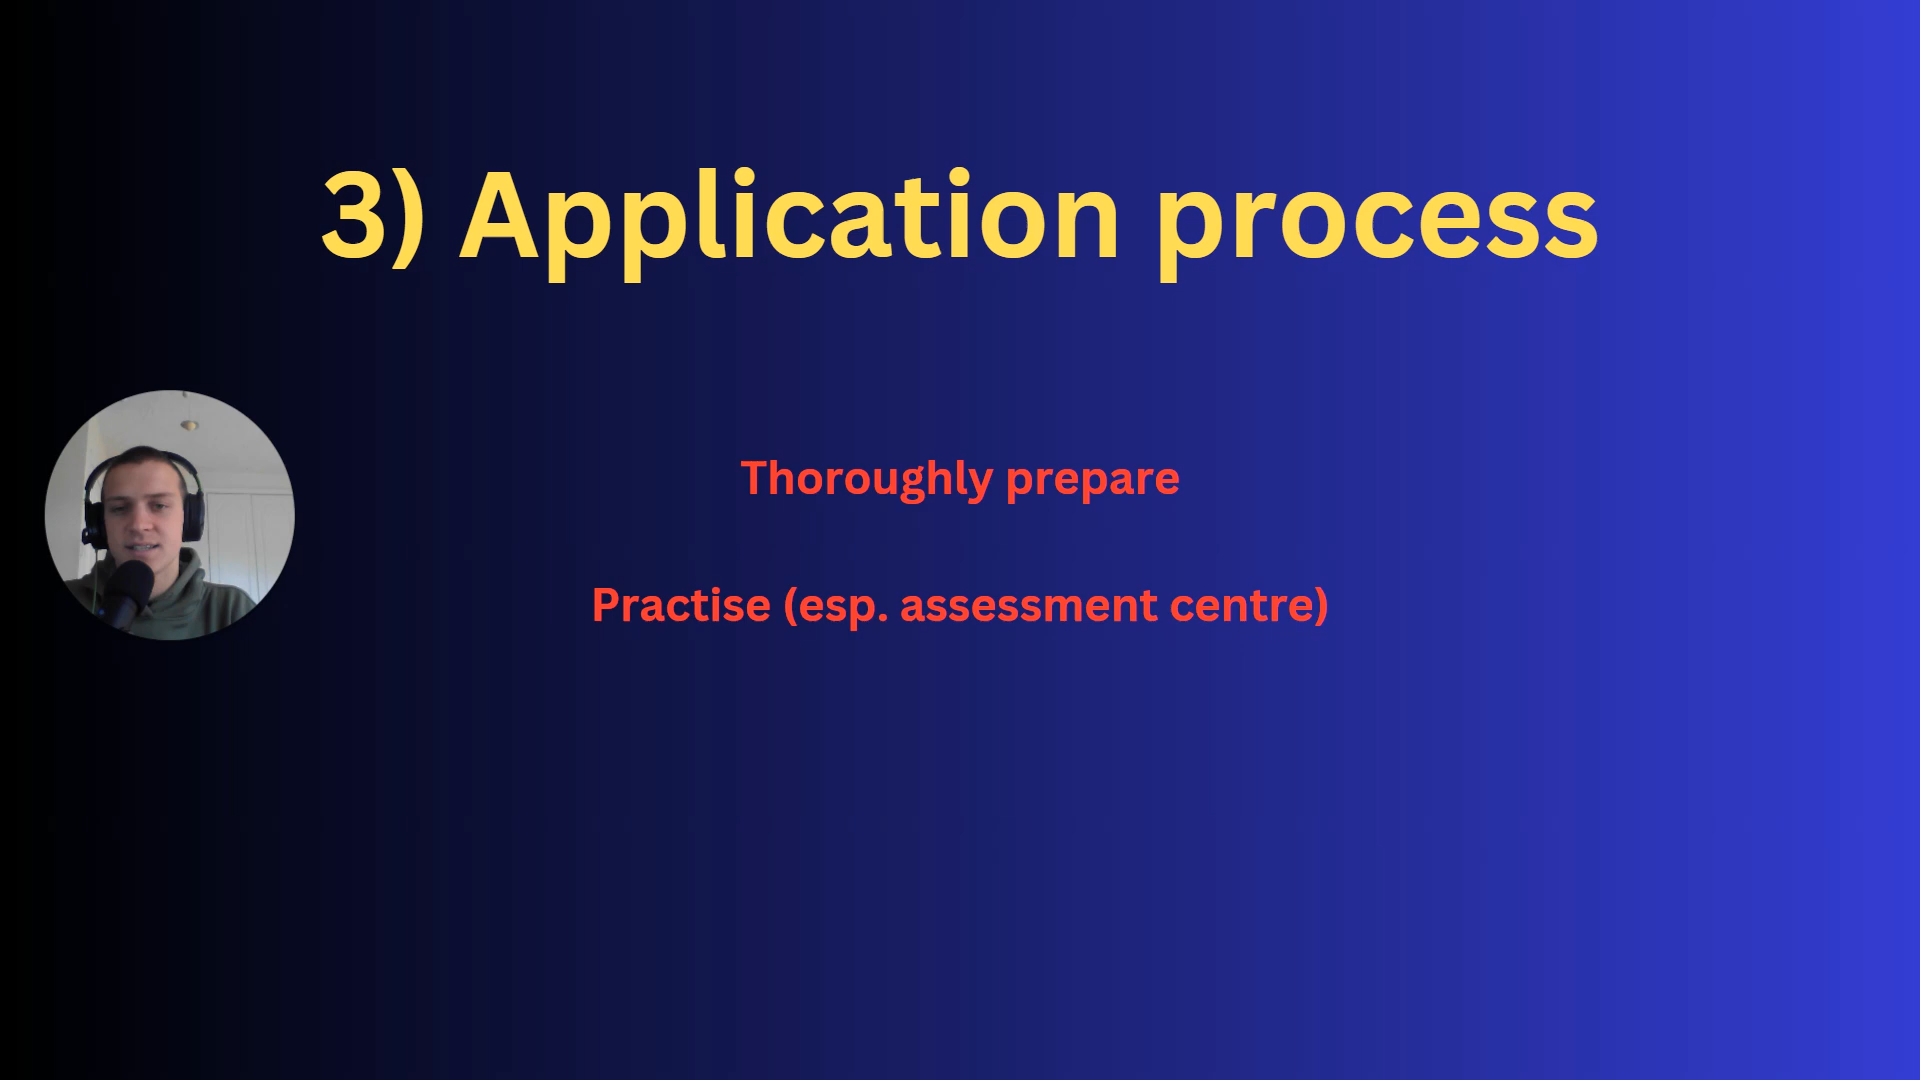 3) Application process
Thoroughly prepare
Practise (esp. assessment centre)